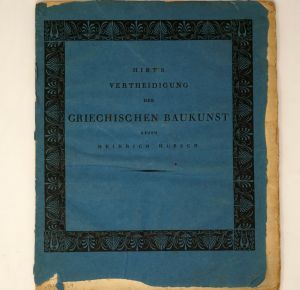 HIRT'S
VERTHEIDIGUNG
DER
GRIECHISCHEN BAUKUNST
GEGEN
HEINRICH HÜBSCH